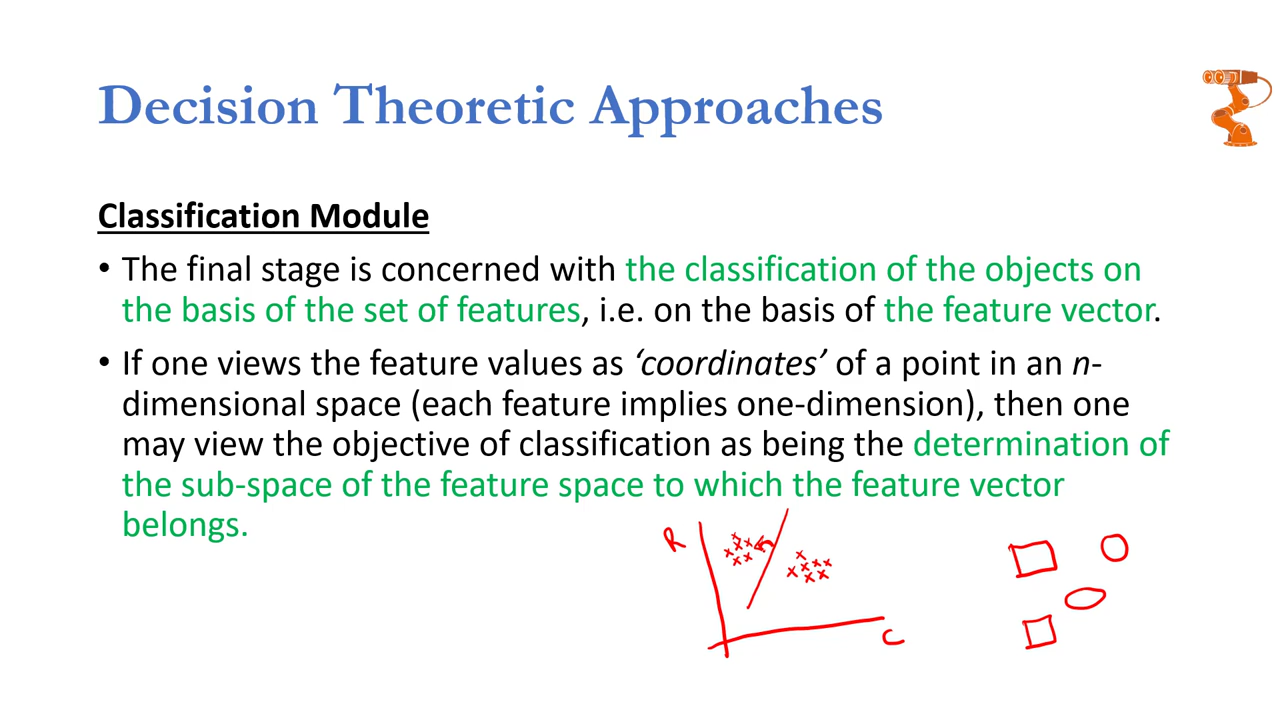 Decision Theoretic Approaches
Classification Module
• The final stage is concerned with the classification of the objects on
the basis of the set of features, i.e. on the basis of the feature vector.
• If one views the feature values as ‘coordinates’ of a point in an n-
dimensional space (each feature implies one-dimension), then one
may view the objective of classification as being the determination of
the sub-space of the feature space to which the feature vector
belongs.
R
C